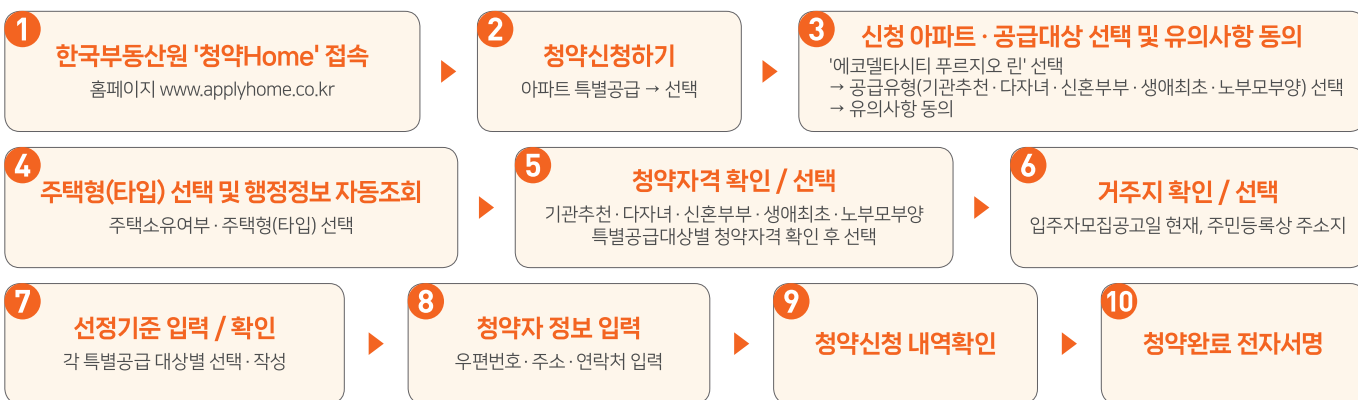 1
한국부동산원 '청약Home' 접속
홈페이지 www.applyhome.co.kr
2
청약신청하기
아파트 특별공급 → 선택
3
신청 아파트 · 공급대상 선택 및 유의사항 동의
'에코델타시티 푸르지오 린' 선택
→ 공급유형(기관추천 · 다자녀 · 신혼부부 · 생애최초 · 노부모부양) 선택
→ 유의사항 동의
4
주택형(타입) 선택 및 행정정보 자동조회
주택소유여부 · 주택형(타입) 선택
5
청약자격 확인 / 선택
기관추천 · 다자녀 · 신혼부부 · 생애최초 · 노부모부양
특별공급대상별 청약자격 확인 후 선택
6
거주지 확인 / 선택
입주자모집공고일 현재, 주민등록상 주소지
7
선정기준 입력 / 확인
각 특별공급 대상별 선택 · 작성
8
청약자 정보 입력
우편번호 · 주소 · 연락처 입력
9
청약신청 내역확인
10
청약완료 전자서명